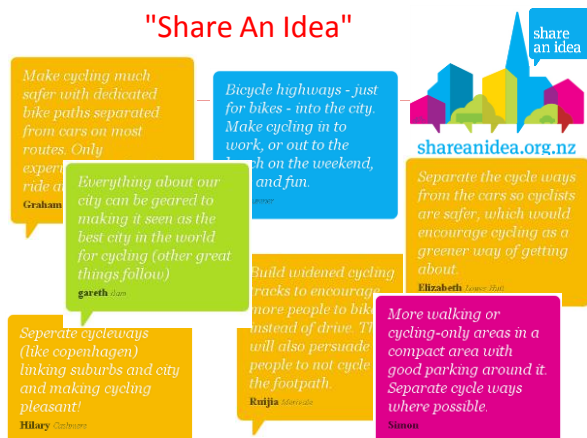 "Share An Idea"
share
an idea
shareanidea.org.nz
Make cycling much
safer with dedicated
bike paths separated
from cars on most
routes. Only
ride
Graham
Bicycle highways - just
for bikes - into the city.
Make cycling in to
work, or out to the
on the weekend,
and fun.
Everything about our
city can be geared to
making it seen as the
best city in the world
for cycling (other great
things follow)
gareth ilam
Separate the cycle ways
from the cars so cyclists
are safer, which would
encourage cycling as a
greener way of getting
about.
Elizabeth Lower Hutt
Build widened cycling
tracks to encourage
more people to bike
instead of drive.
will also persuade
people to not cycle
the footpath.
Ruijia Merivale
Seperate cycleways
(like copenhagen)
linking suburbs and city
and making cycling
pleasant!
Hilary Cashmere
More walking or
cycling-only areas in a
compact area with
good parking around it.
Separate cycle ways
where possible.
Simon